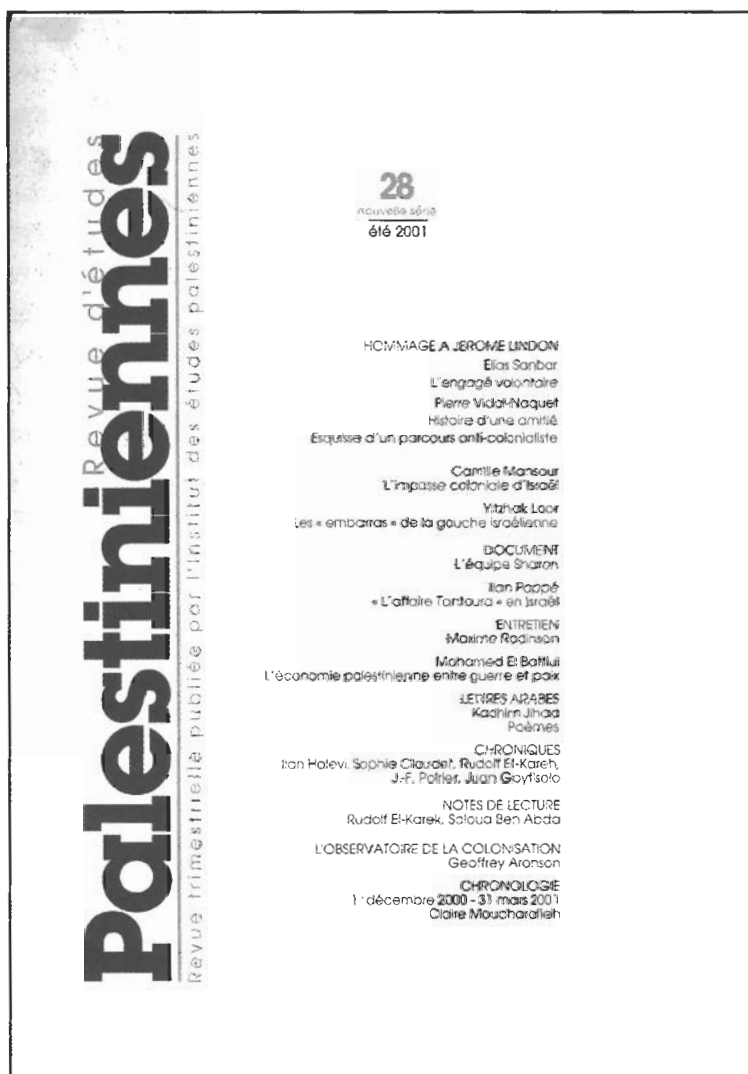 Revue d'études
Palestiniennes
Revue trimestrielle publiée par l'Institut des études palestiniennes
28
nouvelle série
été 2001
HOMMAGE A JEROME LINDON
Elias Sanbar
L'engagé volontaire
Pierre Vidal-Naquet
Histoire d'une amitié
Esquisse d'un parcours anti-colonialiste
Camille Mansour
L'impasse coloniale d'Israël
Yitzhak Laor
Les « embarras » de la gauche israélienne
DOCUMENT
L'équipe Sharon
Ilan Pappé
« L'affaire Tantoura » en Israël
ENTRETIEN
Maxime Rodinson
Mohamed El Battiui
L'économie palestinienne entre guerre et paix
LETTRES ARABES
Kadhim Jihad
Poèmes
CHRONIQUES
Ilan Halevi, Sophie Claudet, Rudolf El-Kareh,
J.-F. Poirier, Juan Goytisolo
NOTES DE LECTURE
Rudolf El-Karek, Saloua Ben Abda
L'OBSERVATOIRE DE LA COLONISATION
Geoffrey Aronson
CHRONOLOGIE
1er décembre 2000 - 31 mars 2001
Claire Moucharafieh